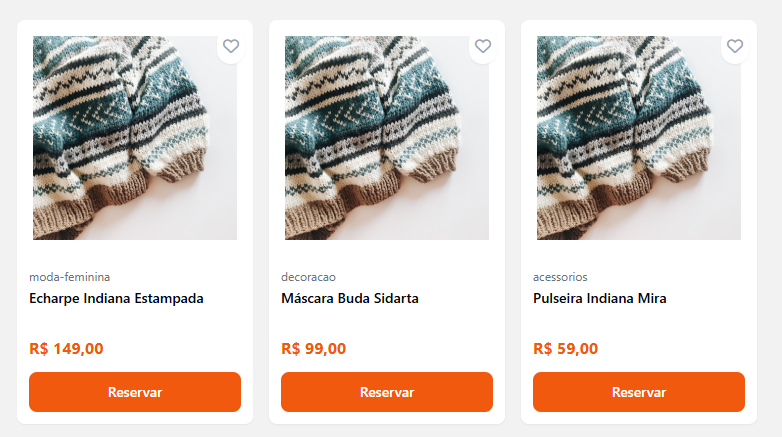 moda-feminina
Echarpe Indiana Estampada
R$ 149,00
Reservar
decoracao
Máscara Buda Sidarta
R$ 99,00
Reservar
acessorios
Pulseira Indiana Mira
R$ 59,00
Reservar